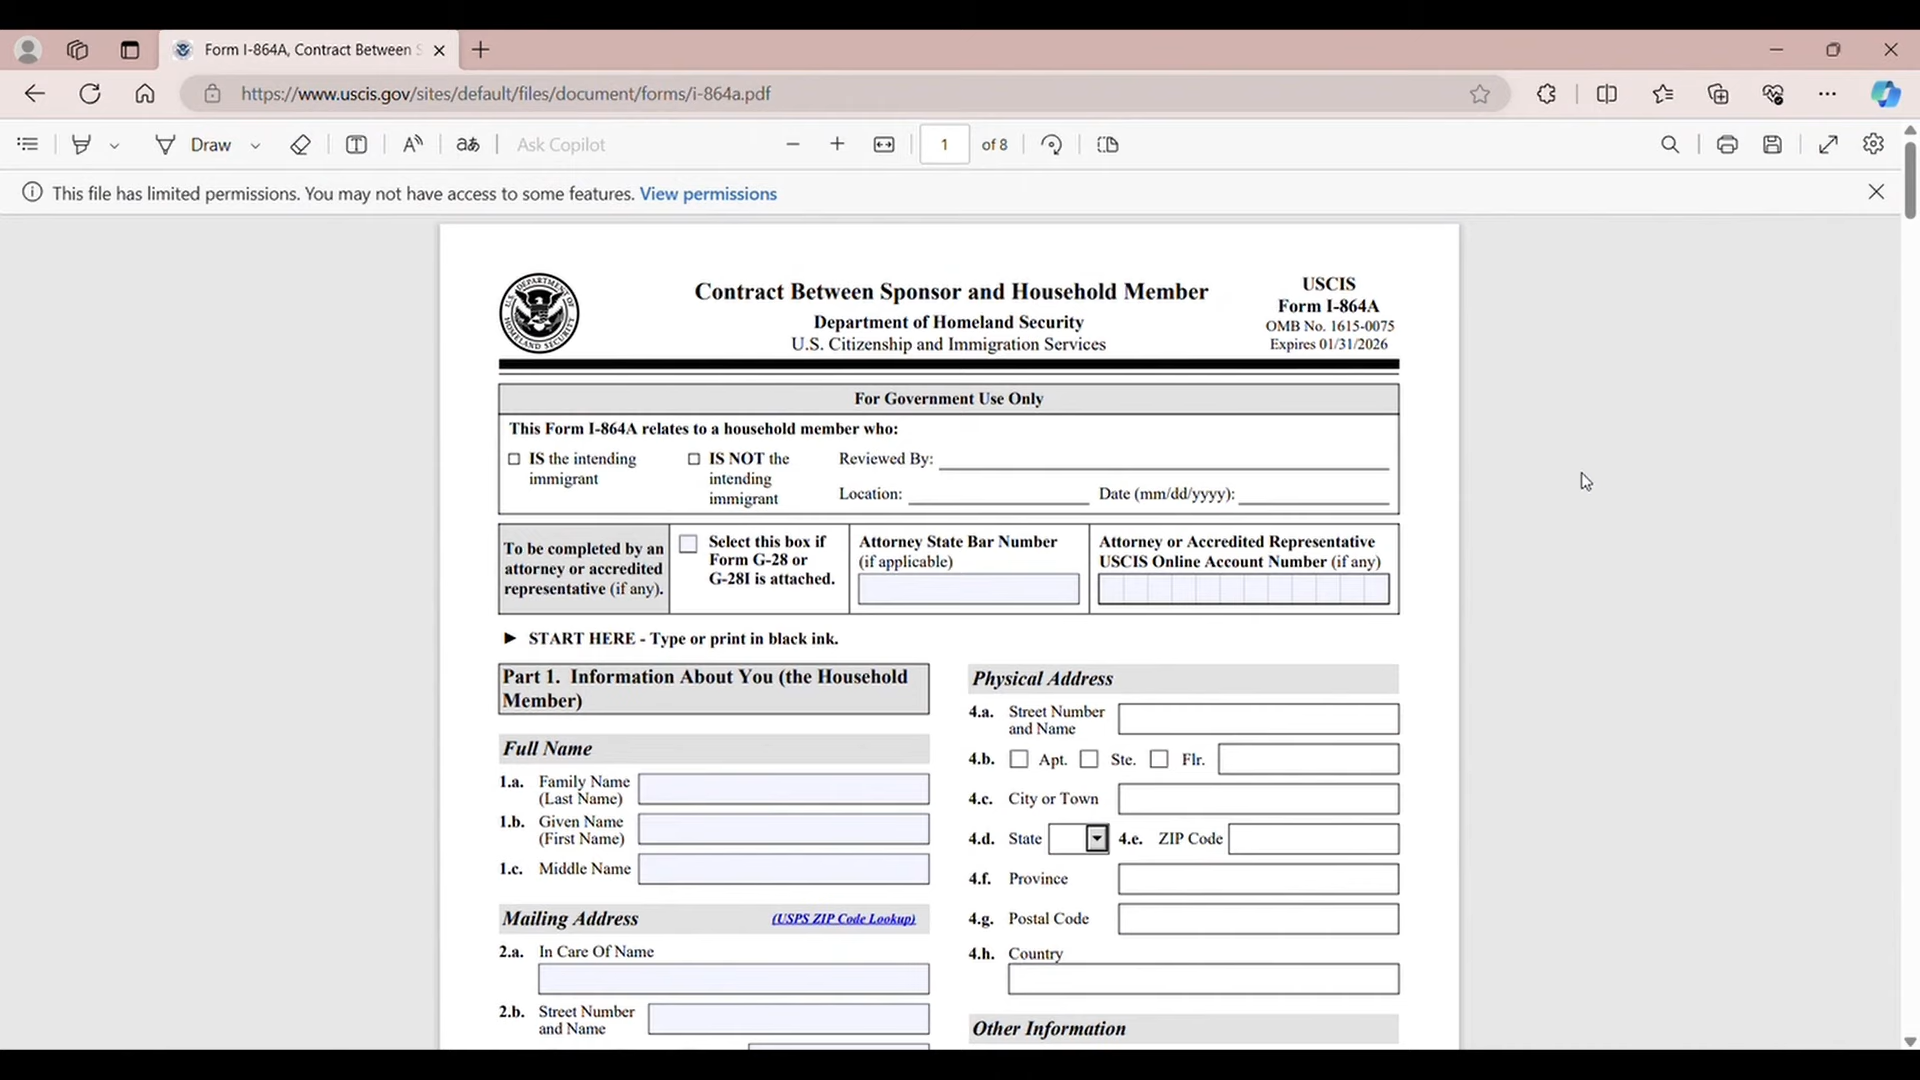 Form I-864A, Contract Between S
https://www.uscis.gov/sites/default/files/document/forms/i-864a.pdf
Draw
aあ
Ask Copilot
1 of 8
This file has limited permissions. You may not have access to some features. View permissions
Contract Between Sponsor and Household Member
Department of Homeland Security
U.S. Citizenship and Immigration Services
USCIS
Form I-864A
OMB No. 1615-0075
Expires 01/31/2026
For Government Use Only
This Form I-864A relates to a household member who:
IS the intending
immigrant
IS NOT the
intending
immigrant
Reviewed By:
Location:
Date (mm/dd/yyyy):
To be completed by an
attorney or accredited
representative (if any).
Select this box if
Form G-28 or
G-28I is attached.
Attorney State Bar Number
(if applicable)
Attorney or Accredited Representative
USCIS Online Account Number (if any)
► START HERE - Type or print in black ink.
Part 1. Information About You (the Household
Member)
Full Name
1.a. Family Name
(Last Name)
1.b. Given Name
(First Name)
1.c. Middle Name
Mailing Address (USPS ZIP Code Lookup)
2.a. In Care Of Name
2.b. Street Number
and Name
Physical Address
4.a. Street Number
and Name
4.b. Apt. Ste. Flr.
4.c. City or Town
4.d. State 4.e. ZIP Code
4.f. Province
4.g. Postal Code
4.h. Country
Other Information